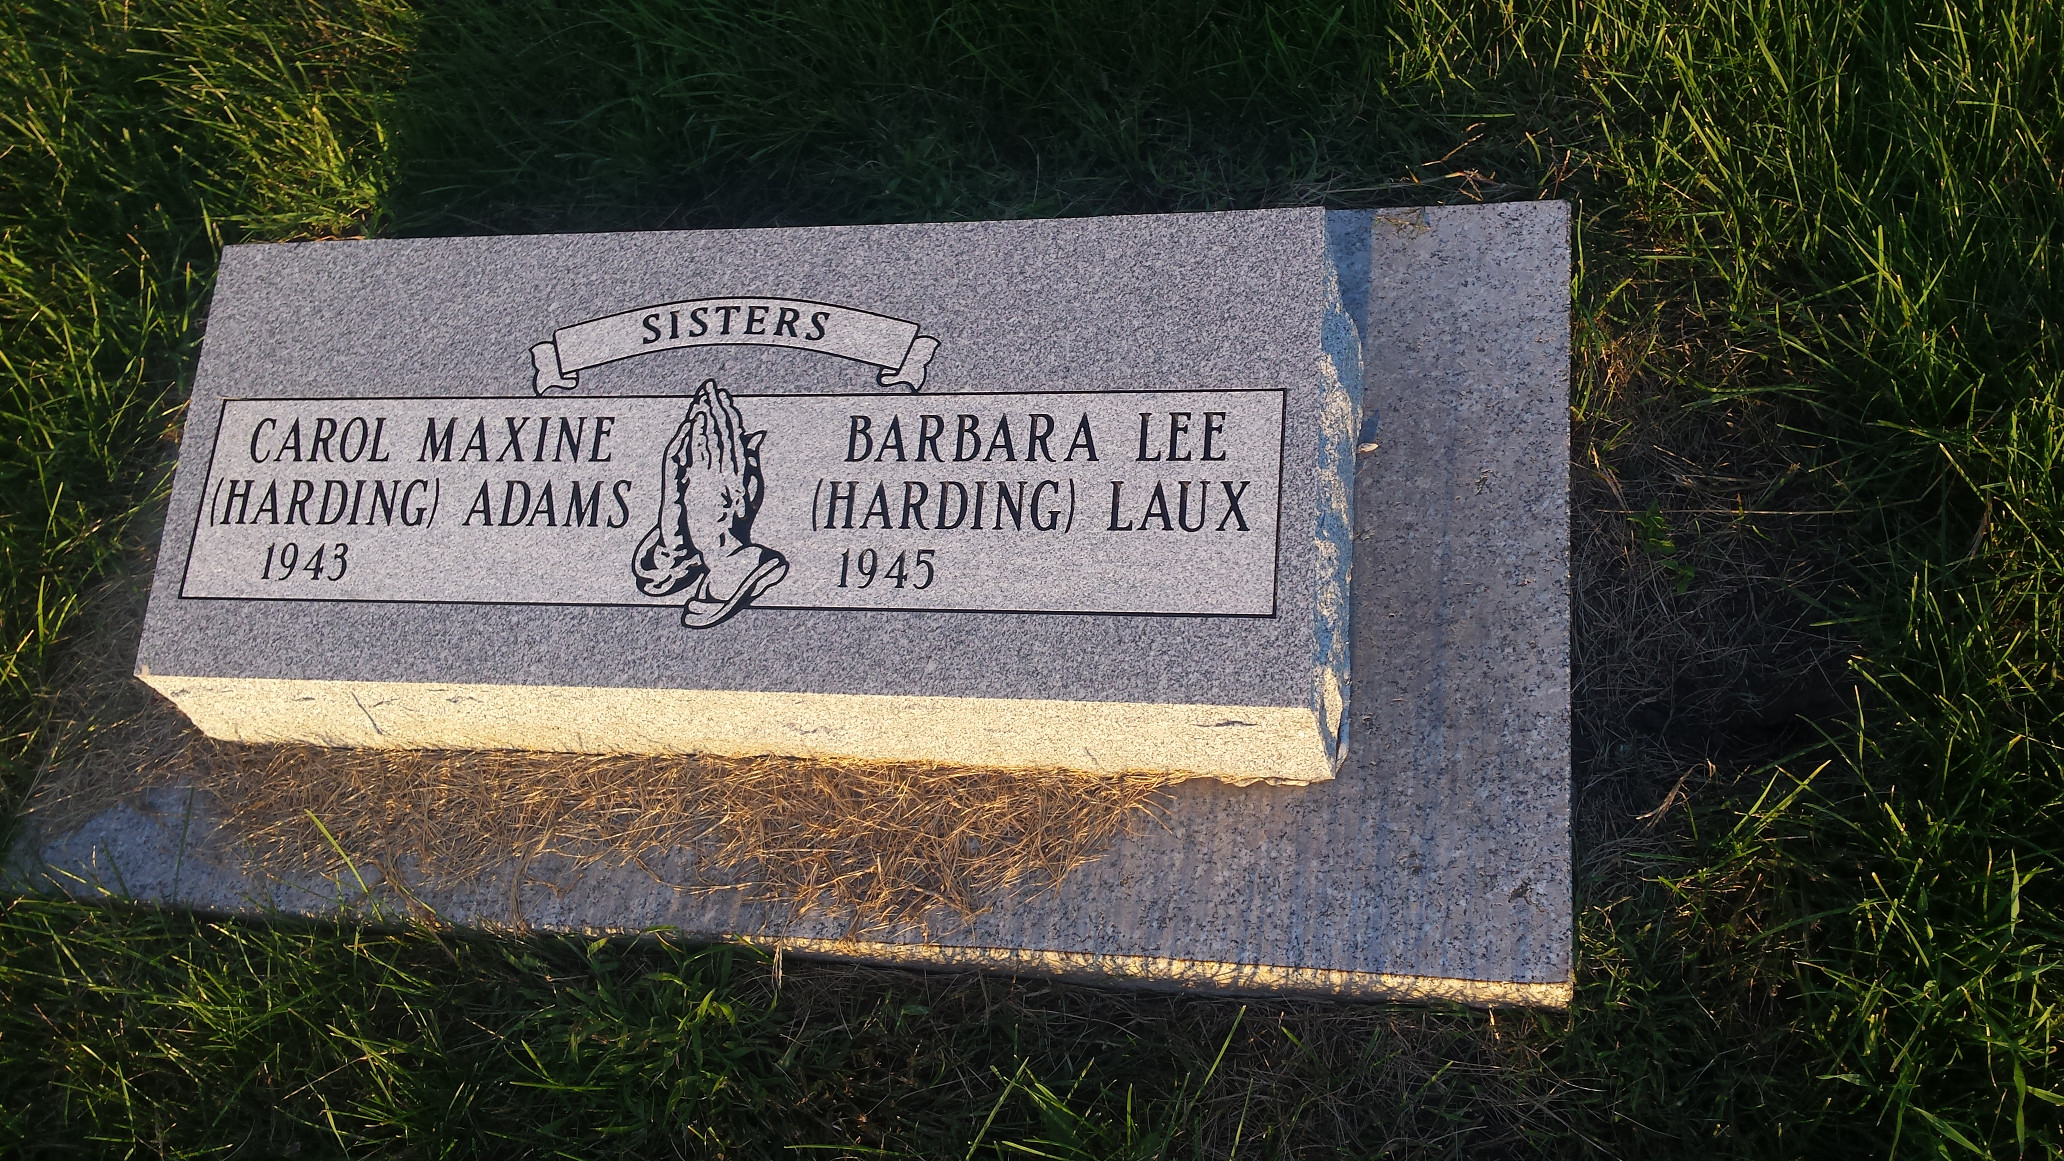 SISTERS
CAROL MAXINE
(HARDING) ADAMS
1943
BARBARA LEE
(HARDING) LAUX
1945